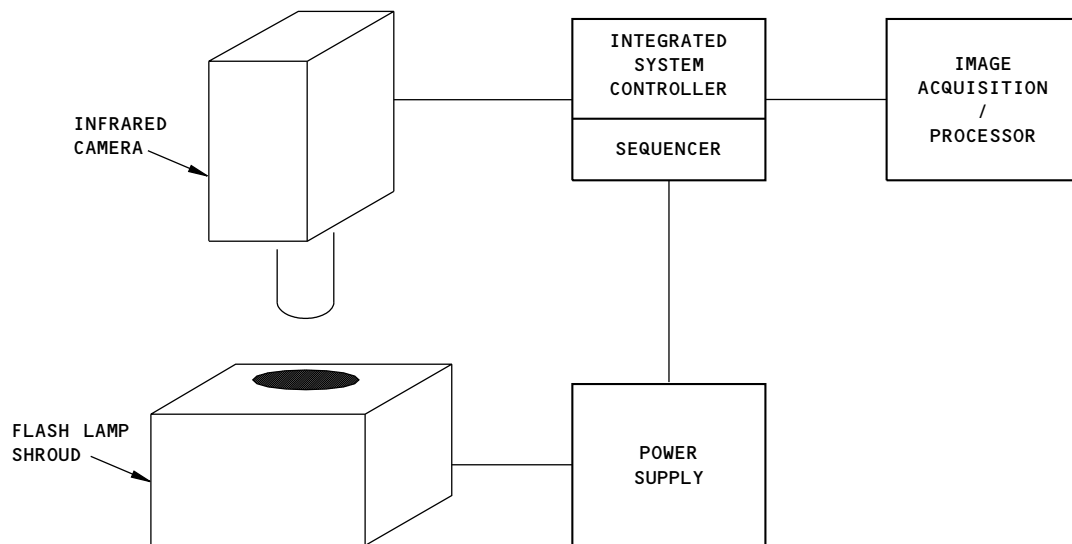 INTEGRATED
SYSTEM
CONTROLLER
SEQUENCER
IMAGE
ACQUISITION
/
PROCESSOR
INFRARED
CAMERA
FLASH LAMP
SHROUD
POWER
SUPPLY